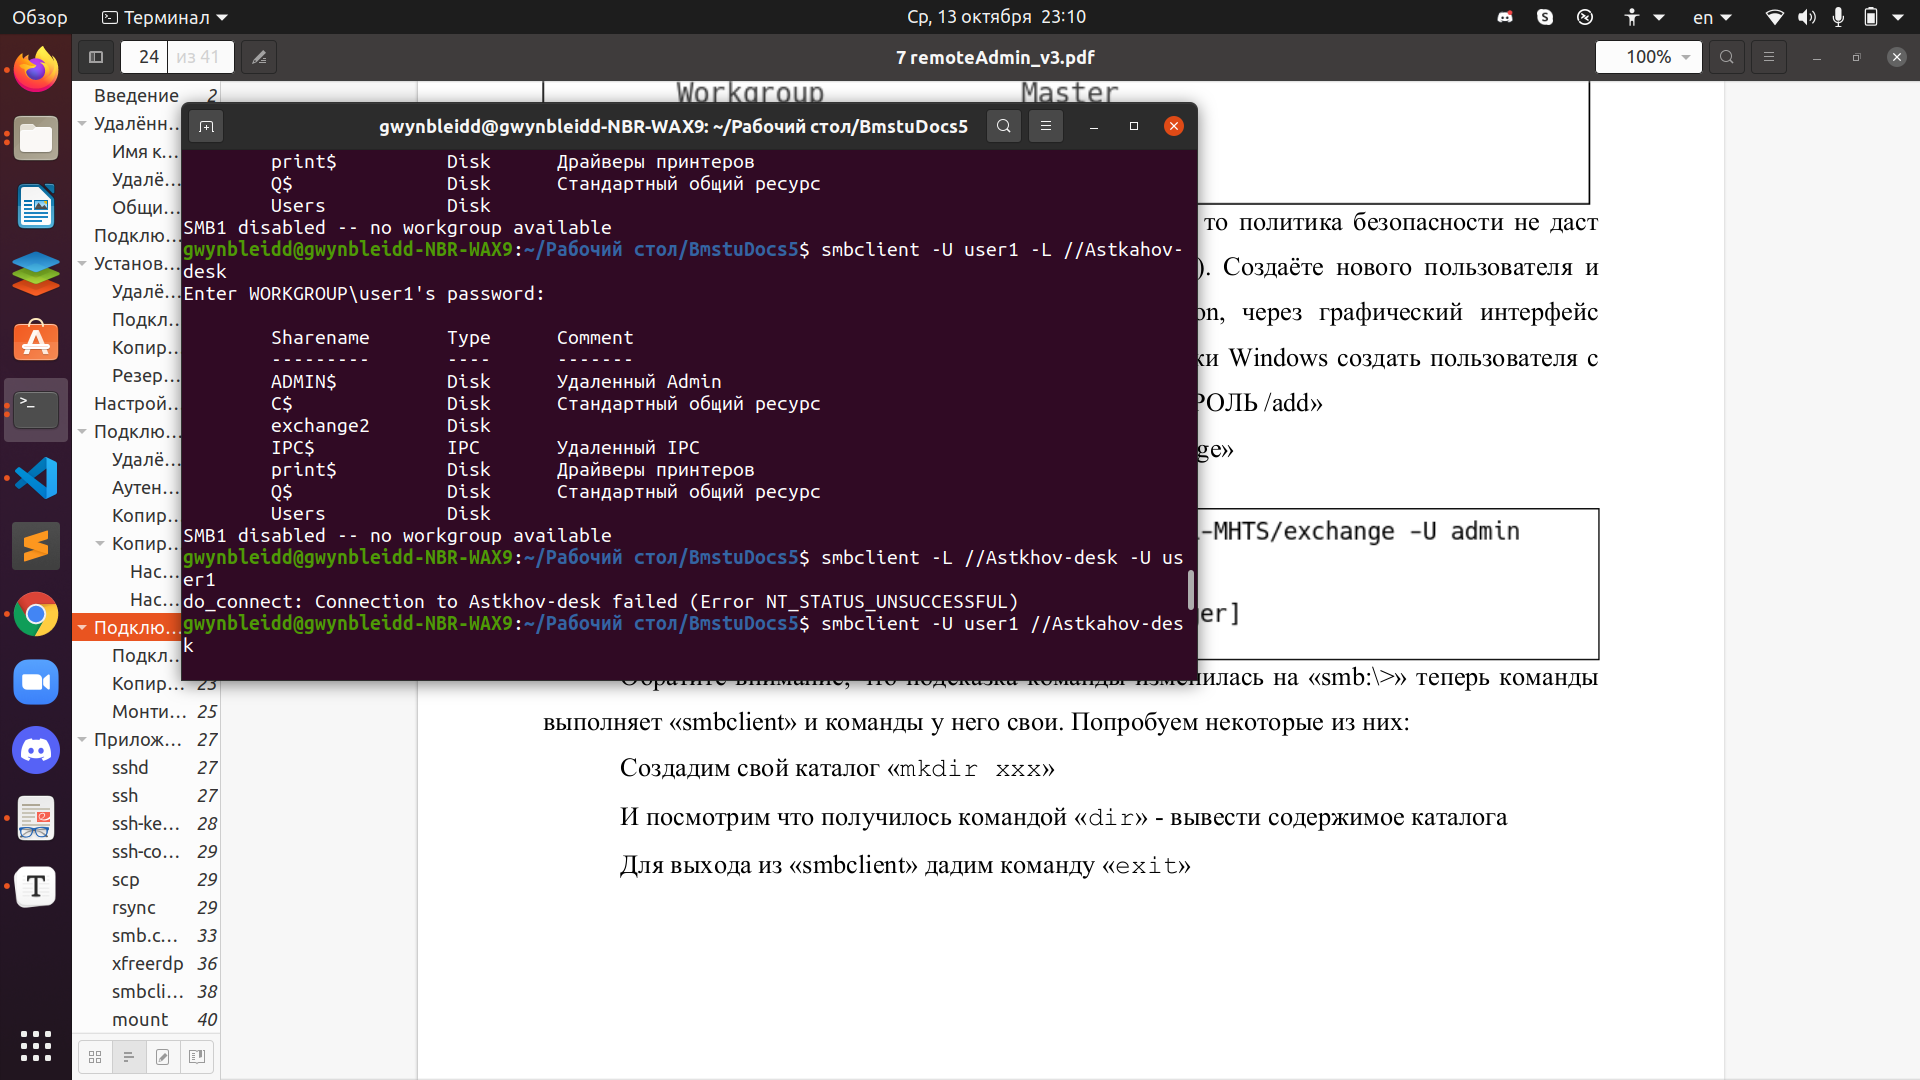 Обзор
Терминал
Ср, 13 октября 23:10
en
24 из 41
7 remoteAdmin_v3.pdf
100%
Введение 2
Удалённ…
Имя к…
Удалё…
Общи…
Подклю…
Установ…
Удалё…
Подкл…
Копир…
Резер…
Настрой…
Подклю…
Удалё…
Аутен…
Копир…
Копир…
Нас…
Нас…
Подклю…
Подкл…
Копир… 23
Монти… 25
Прилож… 27
sshd 27
ssh 27
ssh-ke… 28
ssh-co… 29
scp 29
rsync 29
smb.c… 33
xfreerdp 36
smbcli… 38
mount 40
Workgroup Master
gwynbleidd@gwynbleidd-NBR-WAX9: ~/Рабочий стол/BmstuDocs5
print$ Disk Драйверы принтеров
Q$ Disk Стандартный общий ресурс
Users Disk
SMB1 disabled -- no workgroup available
gwynbleidd@gwynbleidd-NBR-WAX9:~/Рабочий стол/BmstuDocs5$ smbclient -U user1 -L //Astkahov-
desk
Enter WORKGROUP\user1's password:
Sharename Type Comment
--------- ---- -------
ADMIN$ Disk Удаленный Admin
C$ Disk Стандартный общий ресурс
exchange2 Disk
IPC$ IPC Удаленный IPC
print$ Disk Драйверы принтеров
Q$ Disk Стандартный общий ресурс
Users Disk
SMB1 disabled -- no workgroup available
gwynbleidd@gwynbleidd-NBR-WAX9:~/Рабочий стол/BmstuDocs5$ smbclient -L //Astkhov-desk -U us
er1
do_connect: Connection to Astkhov-desk failed (Error NT_STATUS_UNSUCCESSFUL)
gwynbleidd@gwynbleidd-NBR-WAX9:~/Рабочий стол/BmstuDocs5$ smbclient -U user1 //Astkahov-des
k
то политика безопасности не даст
). Создаёте нового пользователя и
on, через графический интерфейс
ки Windows создать пользователя с
РОЛЬ /add»
ge»
-MHTS/exchange -U admin
er]
Обратите внимание, что подсказка команды изменилась на «smb:\>» теперь команды
выполняет «smbclient» и команды у него свои. Попробуем некоторые из них:
Создадим свой каталог «mkdir xxx»
И посмотрим что получилось командой «dir» - вывести содержимое каталога
Для выхода из «smbclient» дадим команду «exit»